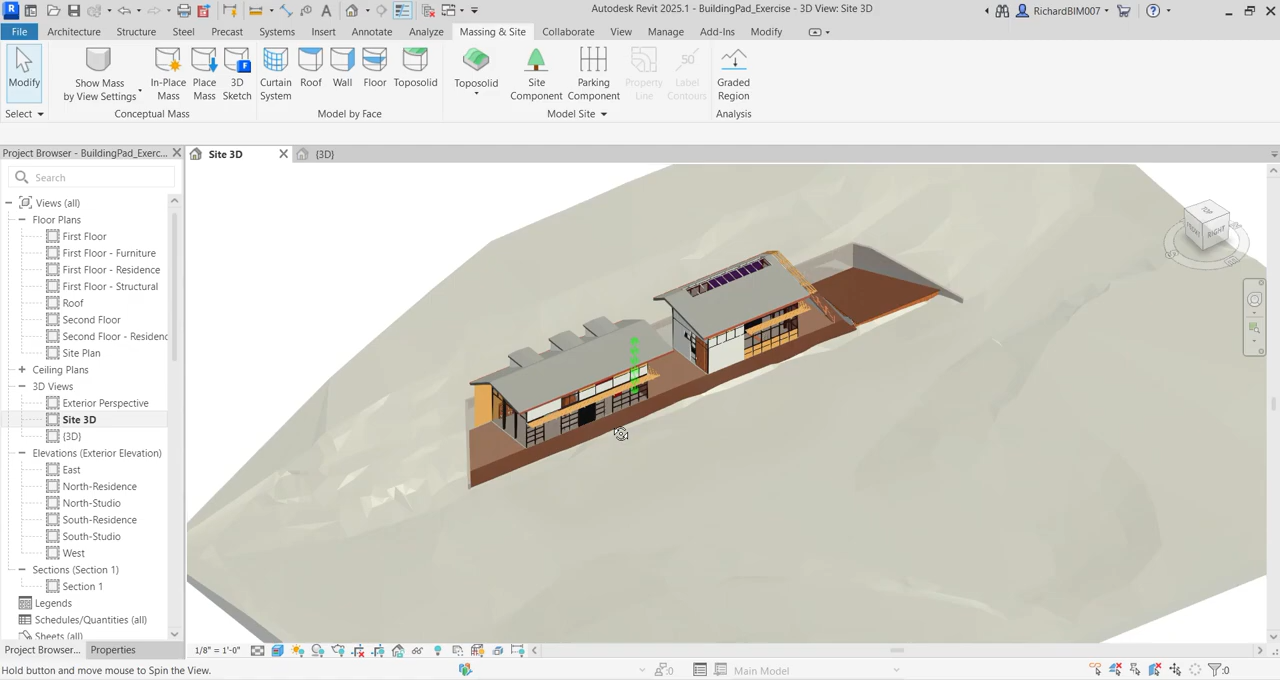 Autodesk Revit 2025.1 - BuildingPad_Exercise - 3D View: Site 3D
RichardBIM007
File
Architecture
Structure
Steel
Precast
Systems
Insert
Annotate
Analyze
Massing & Site
Collaborate
View
Manage
Add-Ins
Modify
Modify
Show Mass
by View Settings
In-Place
Mass
Place
Mass
3D
Sketch
Curtain
System
Roof
Wall
Floor
Toposolid
Toposolid
Site
Component
Parking
Component
Property
Line
50
Label
Contours
Graded
Region
Select
Conceptual Mass
Model by Face
Model Site
Analysis
Project Browser - BuildingPad_Exerc...
Site 3D
{3D}
Search
Views (all)
Floor Plans
First Floor
First Floor - Furniture
First Floor - Residence
First Floor - Structural
Roof
Second Floor
Second Floor - Residenc
Site Plan
Ceiling Plans
3D Views
Exterior Perspective
Site 3D
{3D}
Elevations (Exterior Elevation)
East
North-Residence
North-Studio
South-Residence
South-Studio
West
Sections (Section 1)
Section 1
Legends
Schedules/Quantities (all)
Sheets (all)
TOP
FRONT
RIGHT
Project Browser...
Properties
1/8" = 1'-0"
Hold button and move mouse to Spin the View.
:0
Main Model
:0